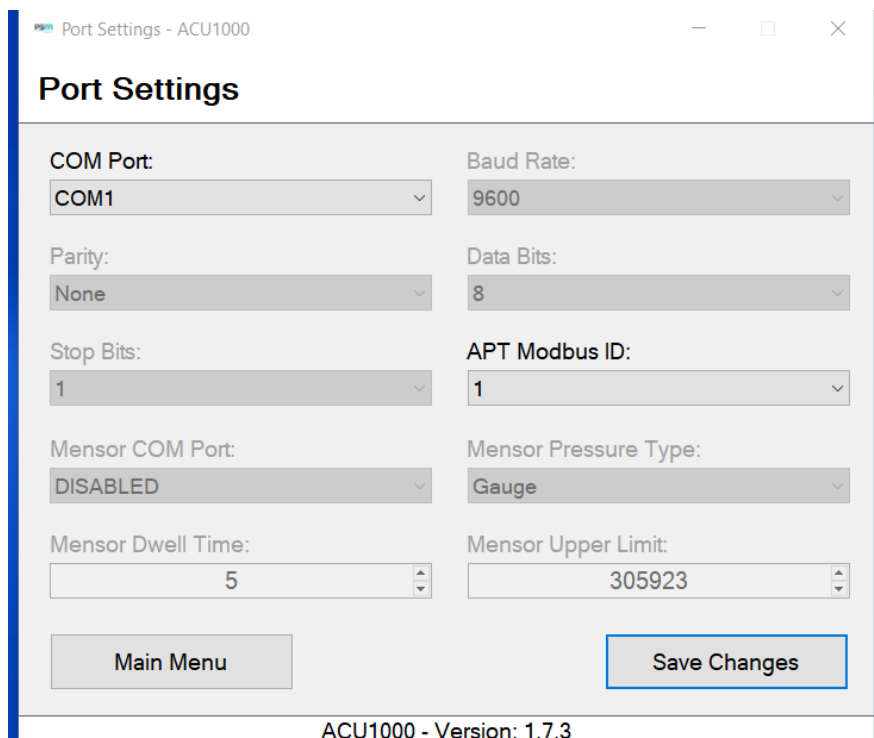 PSM Port Settings - ACU1000
Port Settings
COM Port: Baud Rate:
COM1 9600
Parity: Data Bits:
None 8
Stop Bits: APT Modbus ID:
1 1
Mensor COM Port: Mensor Pressure Type:
DISABLED Gauge
Mensor Dwell Time: Mensor Upper Limit:
5 305923
Main Menu Save Changes
ACU1000 - Version: 1.7.3